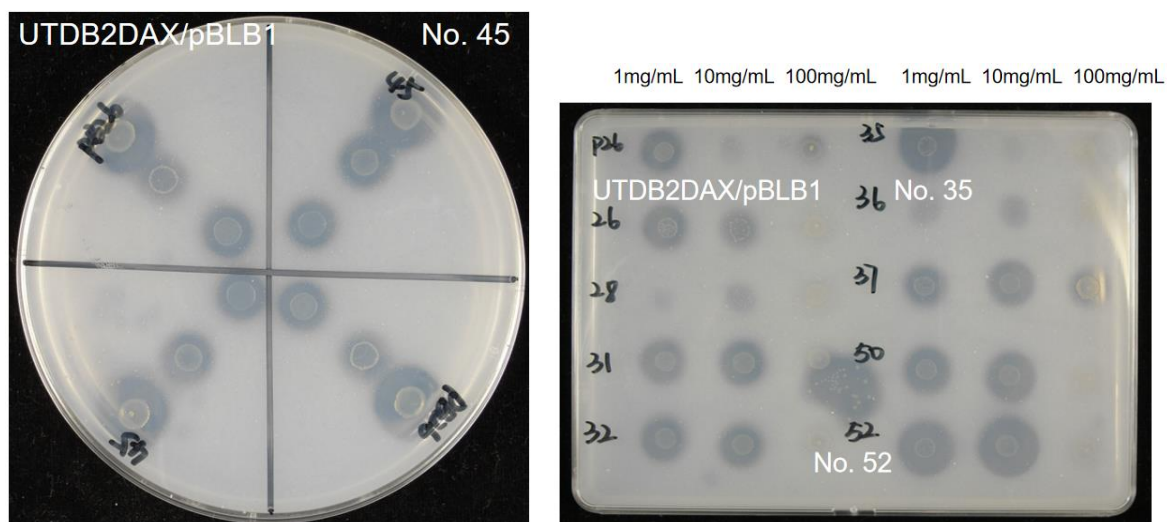 UTDB2DAX/pBLB1 No. 45
45
45
1mg/mL 10mg/mL 100mg/mL 1mg/mL 10mg/mL 100mg/mL
P26 35
UTDB2DAX/pBLB1 No. 35
26 36
28 37
31 50
32 52
No. 52